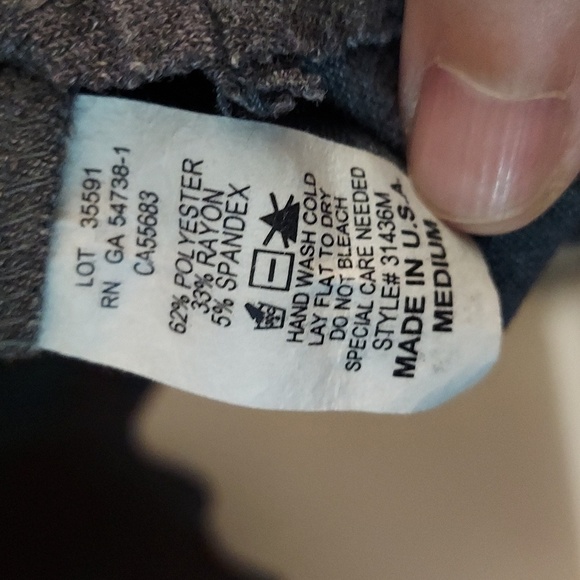 LOT 35591
RN GA 54738-1
CA55683
62% POLYESTER
33% RAYON
5% SPANDEX
HAND WASH COLD
LAY FLAT TO DRY
DO NOT BLEACH
SPECIAL CARE NEEDED
STYLE# 31436M
MADE IN U.S.A.
MEDIUM